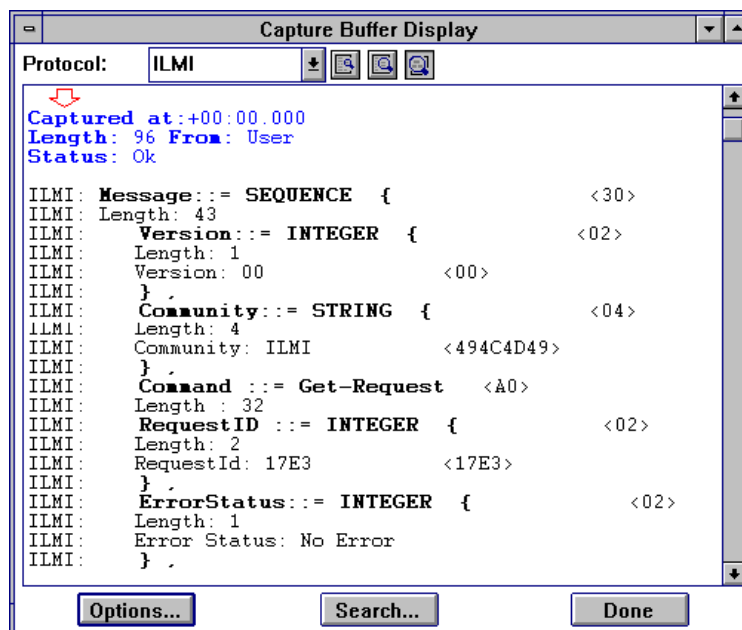 Capture Buffer Display
Protocol: ILMI
Captured at:+00:00.000
Length: 96 From: User
Status: Ok
ILMI: Message::= SEQUENCE { <30>
ILMI: Length: 43
ILMI: Version::= INTEGER { <02>
ILMI: Length: 1
ILMI: Version: 00 <00>
ILMI: } ,
ILMI: Community::= STRING { <04>
ILMI: Length: 4
ILMI: Community: ILMI <494C4D49>
ILMI: } ,
ILMI: Command ::= Get-Request <A0>
ILMI: Length : 32
ILMI: RequestID ::= INTEGER { <02>
ILMI: Length: 2
ILMI: RequestId: 17E3 <17E3>
ILMI: } ,
ILMI: ErrorStatus::= INTEGER { <02>
ILMI: Length: 1
ILMI: Error Status: No Error
ILMI: } ,
Options... Search... Done